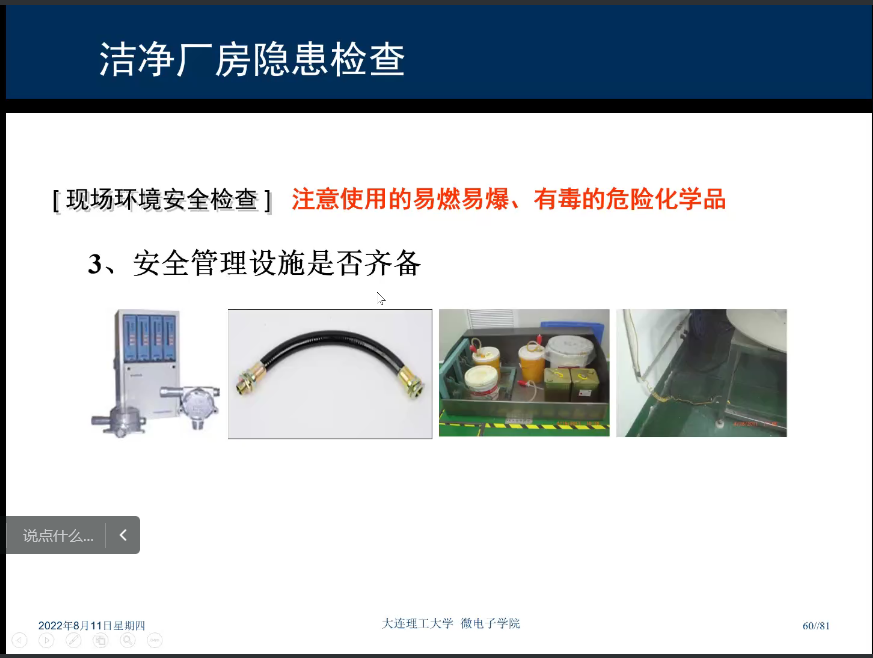 洁净厂房隐患检查
[ 现场环境安全检查 ] 注意使用的易燃易爆、有毒的危险化学品
3、安全管理设施是否齐备
说点什么...
2022年8月11日星期四
大连理工大学 微电子学院
60//81